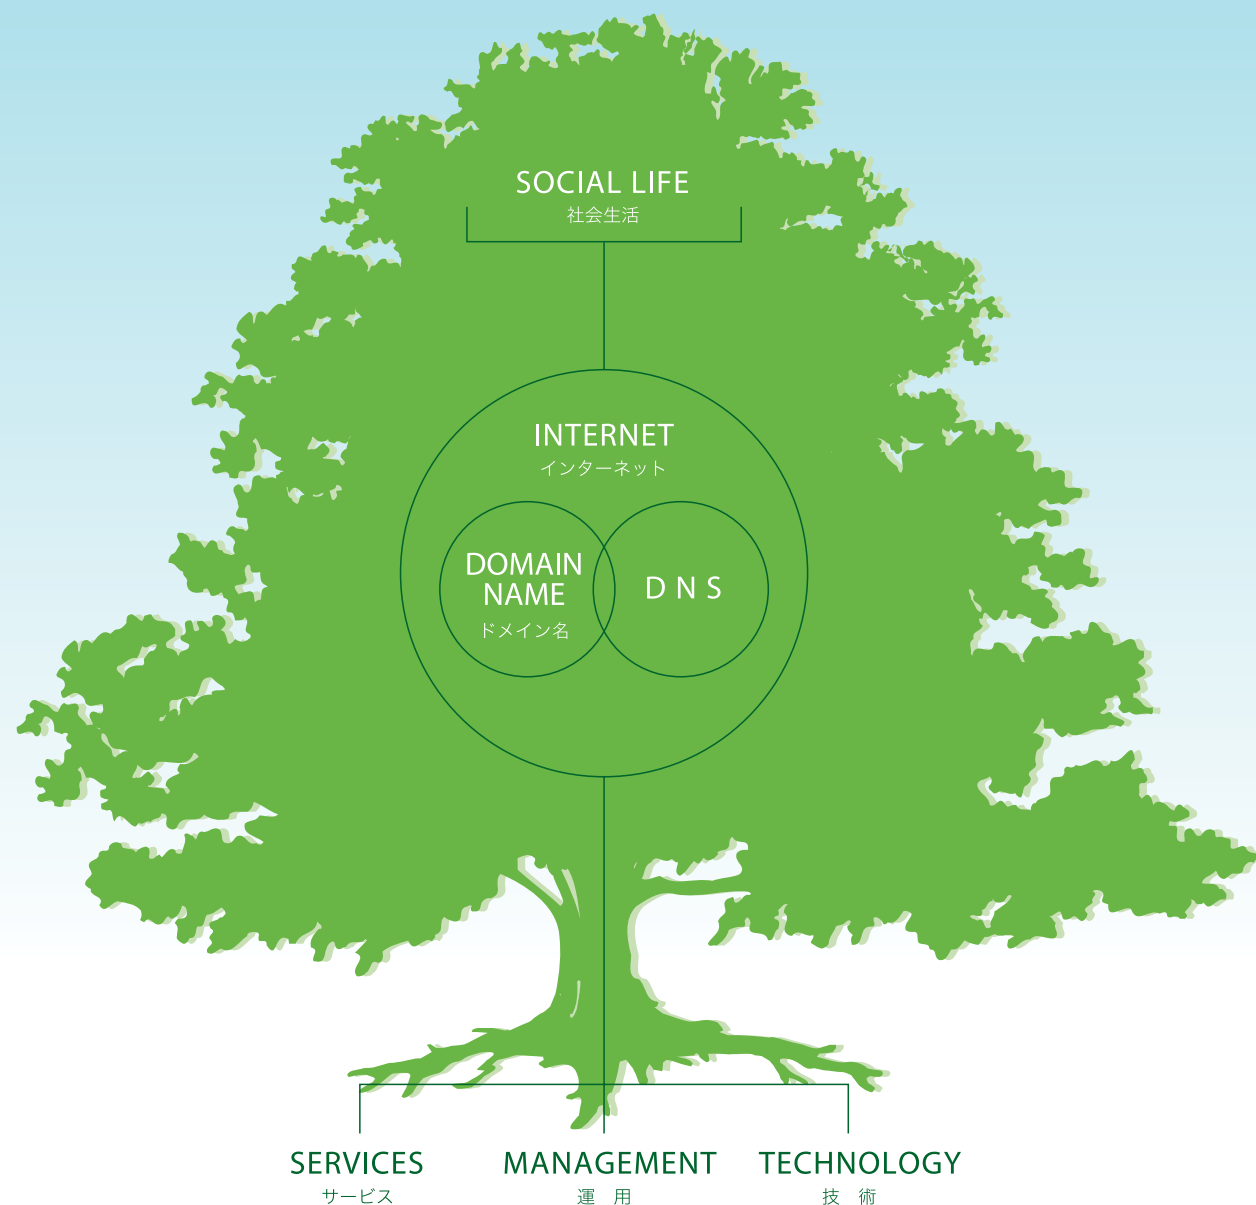 SOCIAL LIFE
社会生活
INTERNET
インターネット
DOMAIN
NAME
ドメイン名
DNS
SERVICES
サービス
MANAGEMENT
運用
TECHNOLOGY
技術